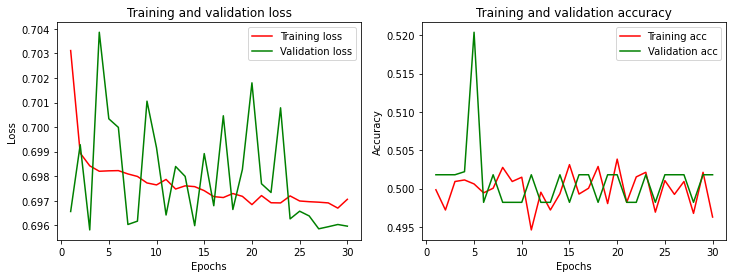 Training and validation loss
0.704
0.703
0.702
0.701
0.700
0.699
0.698
0.697
0.696
Loss
Training loss
Validation loss
0 5 10 15 20 25 30
Epochs
Training and validation accuracy
0.520
0.515
0.510
0.505
0.500
0.495
Accuracy
Training acc
Validation acc
0 5 10 15 20 25 30
Epochs